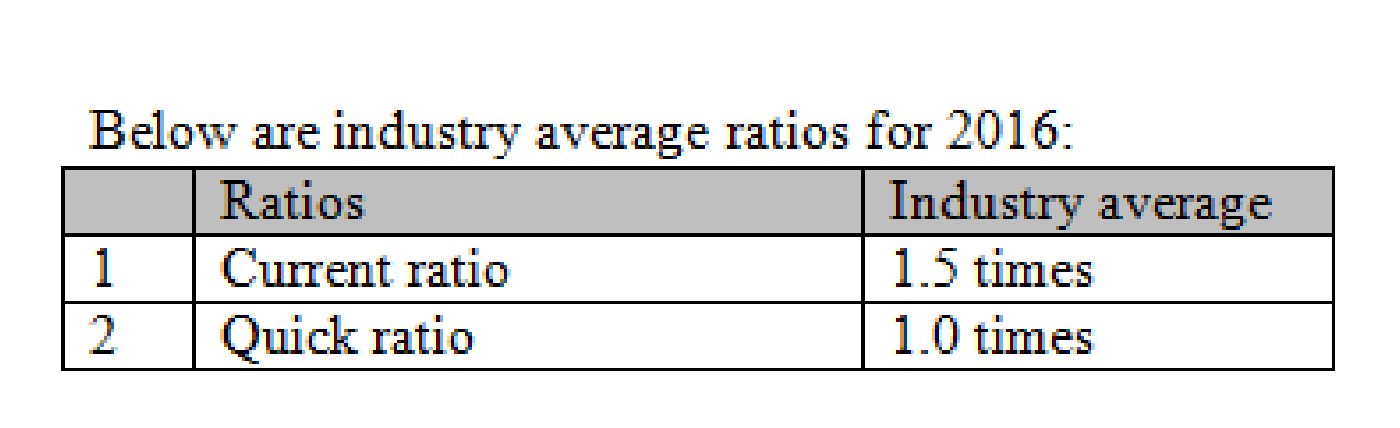 Below are industry average ratios for 2016:
Ratios Industry average
1 Current ratio 1.5 times
2 Quick ratio 1.0 times